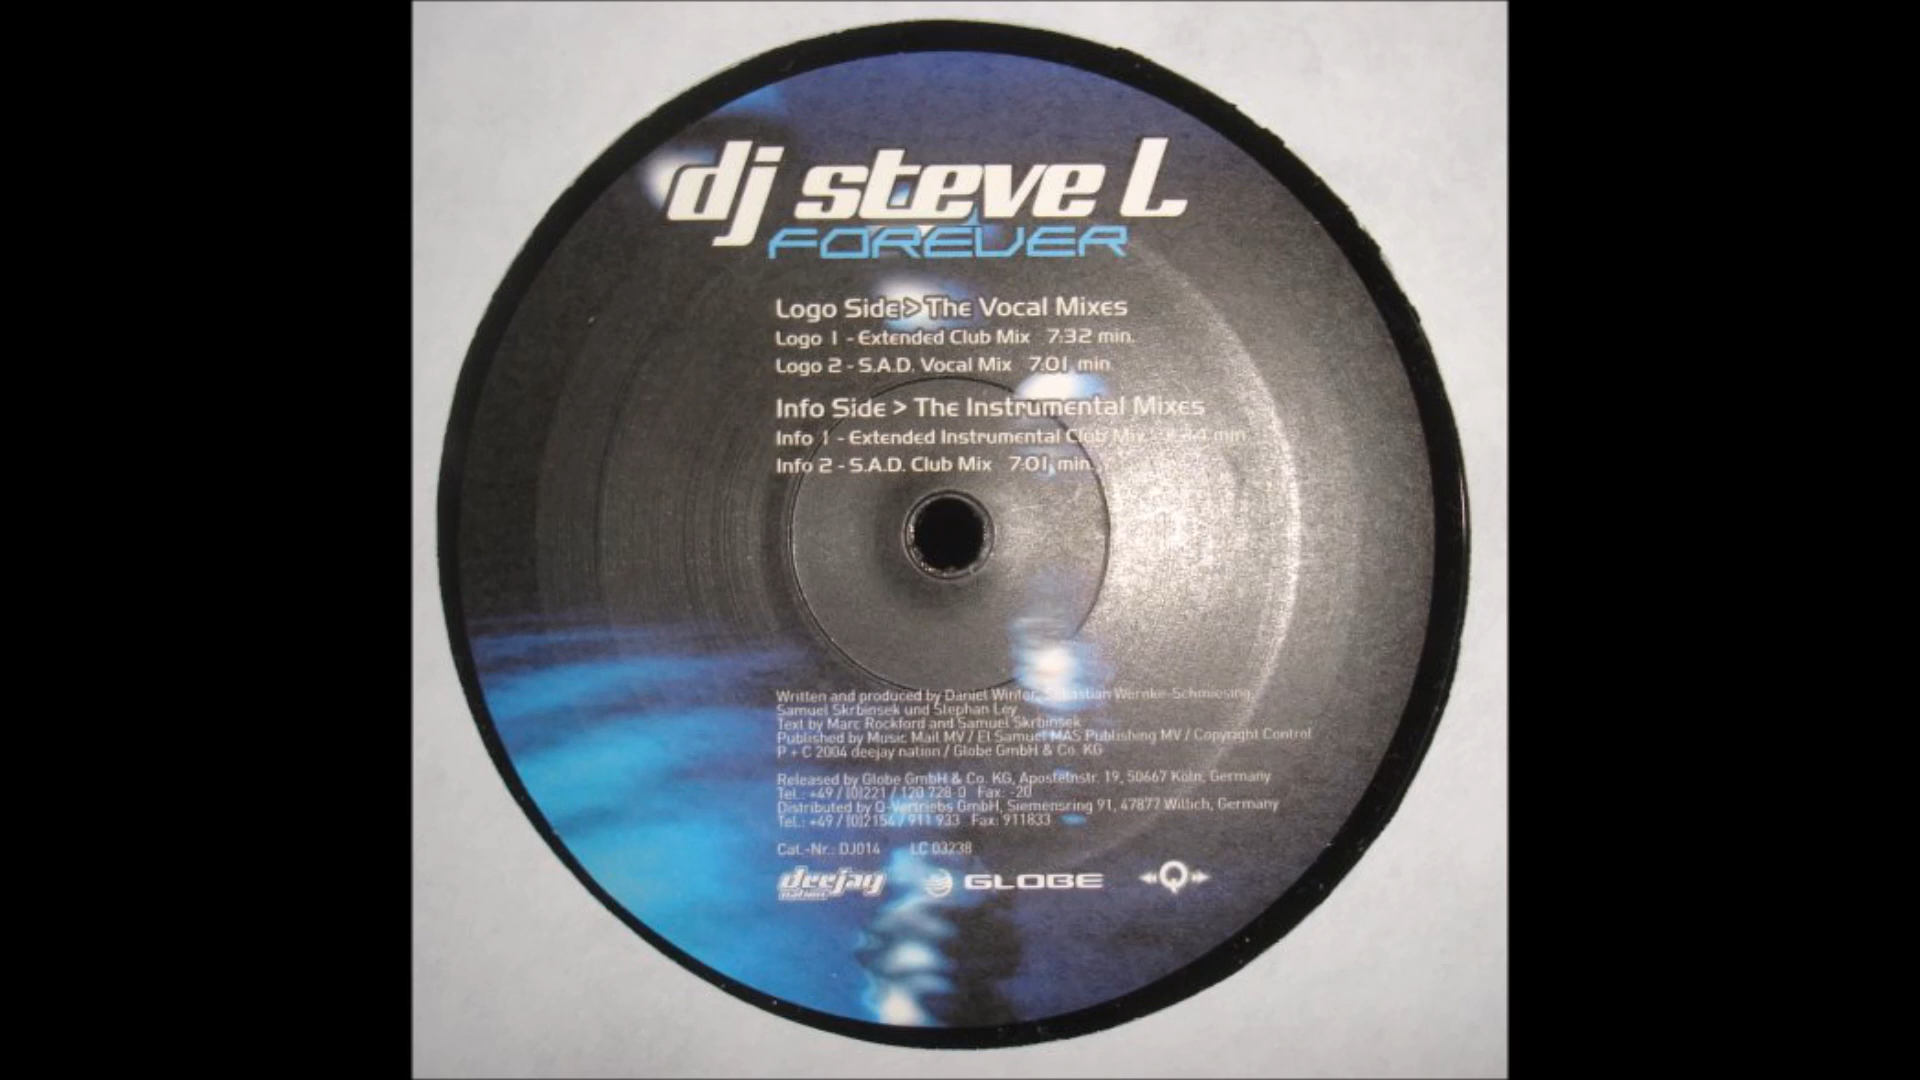 dj steve L
FOREVER
Logo Side > The Vocal Mixes
Logo 1 - Extended Club Mix 7:32 min.
Logo 2 - S.A.D. Vocal Mix 7:01 min
Info Side > The Instrumental Mixes
Info 1 - Extended Instrumental Club Mix min
Info 2 - S.A.D. Club Mix 7:01 min.
Written and produced by Daniel Winter, Sebastian Wernke-Schmiesing,
Samuel Skrbinsek und Stephan Ley
Text by Marc Rockford and Samuel Skrbinsek
Published by Music Mail MV / El Samuel MAS Publishing MV / Copyright Control
P + C 2004 deejay nation / Globe GmbH & Co. KG
Released by Globe GmbH & Co. KG, Apostelnstr. 19, 50667 Köln, Germany
Tel.: +49 / (0)221 / 120 728-0 Fax: -20
Distributed by Q-Vertriebs GmbH, Siemensring 91, 47877 Willich, Germany
Tel.: +49 / (0)2154 / 911 933 Fax: 911833
Cat.-Nr.: DJ014 LC 03238
deejay nation GLOBE Q